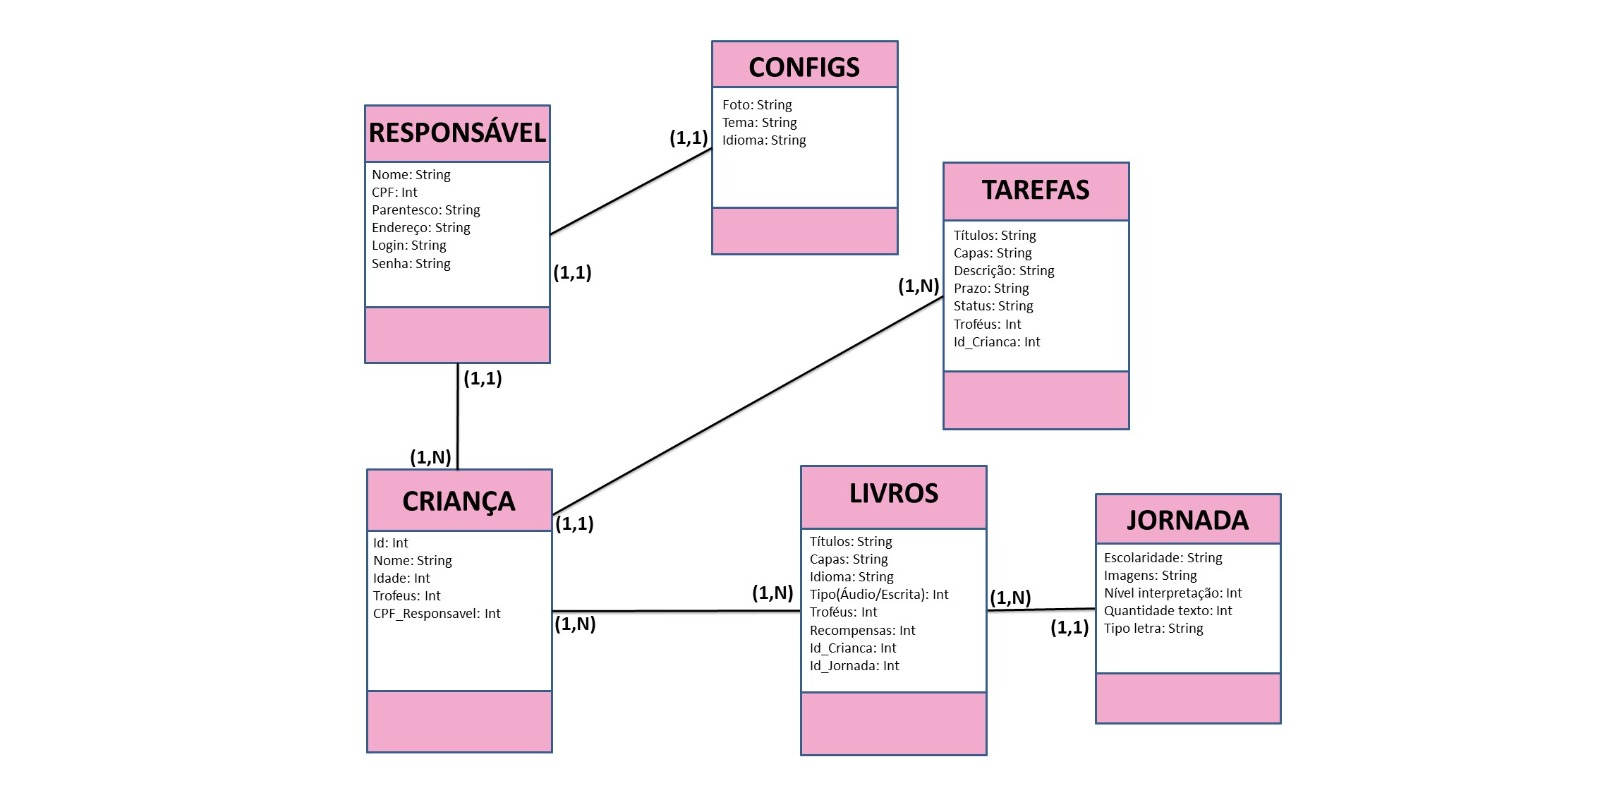 CONFIGS
Foto: String
Tema: String
Idioma: String
RESPONSÁVEL
Nome: String
CPF: Int
Parentesco: String
Endereço: String
Login: String
Senha: String
(1,1)
(1,1)
TAREFAS
Títulos: String
Capas: String
Descrição: String
Prazo: String
Status: String
Troféus: Int
Id_Crianca: Int
(1,N)
(1,1)
(1,N)
CRIANÇA
Id: Int
Nome: String
Idade: Int
Trofeus: Int
CPF_Responsavel: Int
(1,1)
(1,N)
(1,N)
LIVROS
Títulos: String
Capas: String
Idioma: String
Tipo(Áudio/Escrita): Int
Troféus: Int
Recompensas: Int
Id_Crianca: Int
Id_Jornada: Int
(1,N)
(1,1)
JORNADA
Escolaridade: String
Imagens: String
Nível interpretação: Int
Quantidade texto: Int
Tipo letra: String